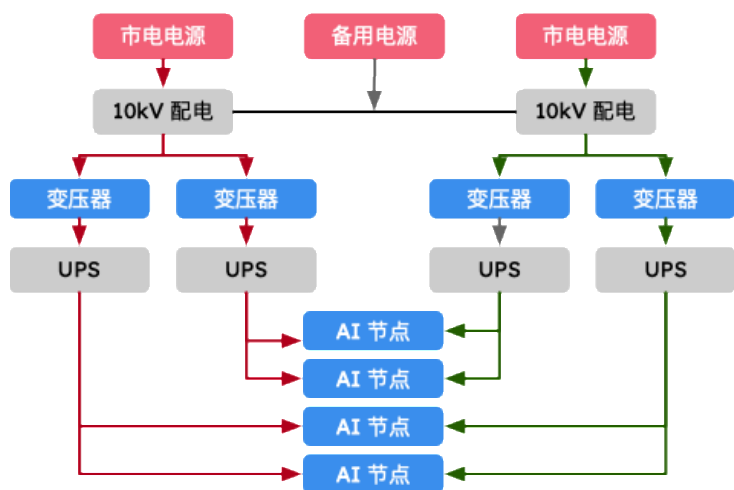 市电电源
备用电源
市电电源
10kV 配电
10kV 配电
变压器
变压器
变压器
变压器
UPS
UPS
UPS
UPS
AI 节点
AI 节点
AI 节点
AI 节点